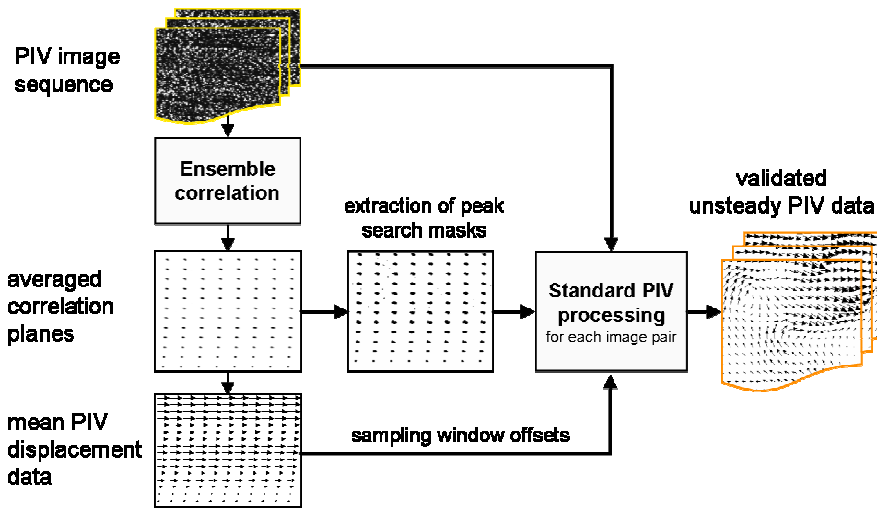 PIV image
sequence
Ensemble
correlation
averaged
correlation
planes
extraction of peak
search masks
Standard PIV
processing
for each image pair
validated
unsteady PIV data
mean PIV
displacement
data
sampling window offsets